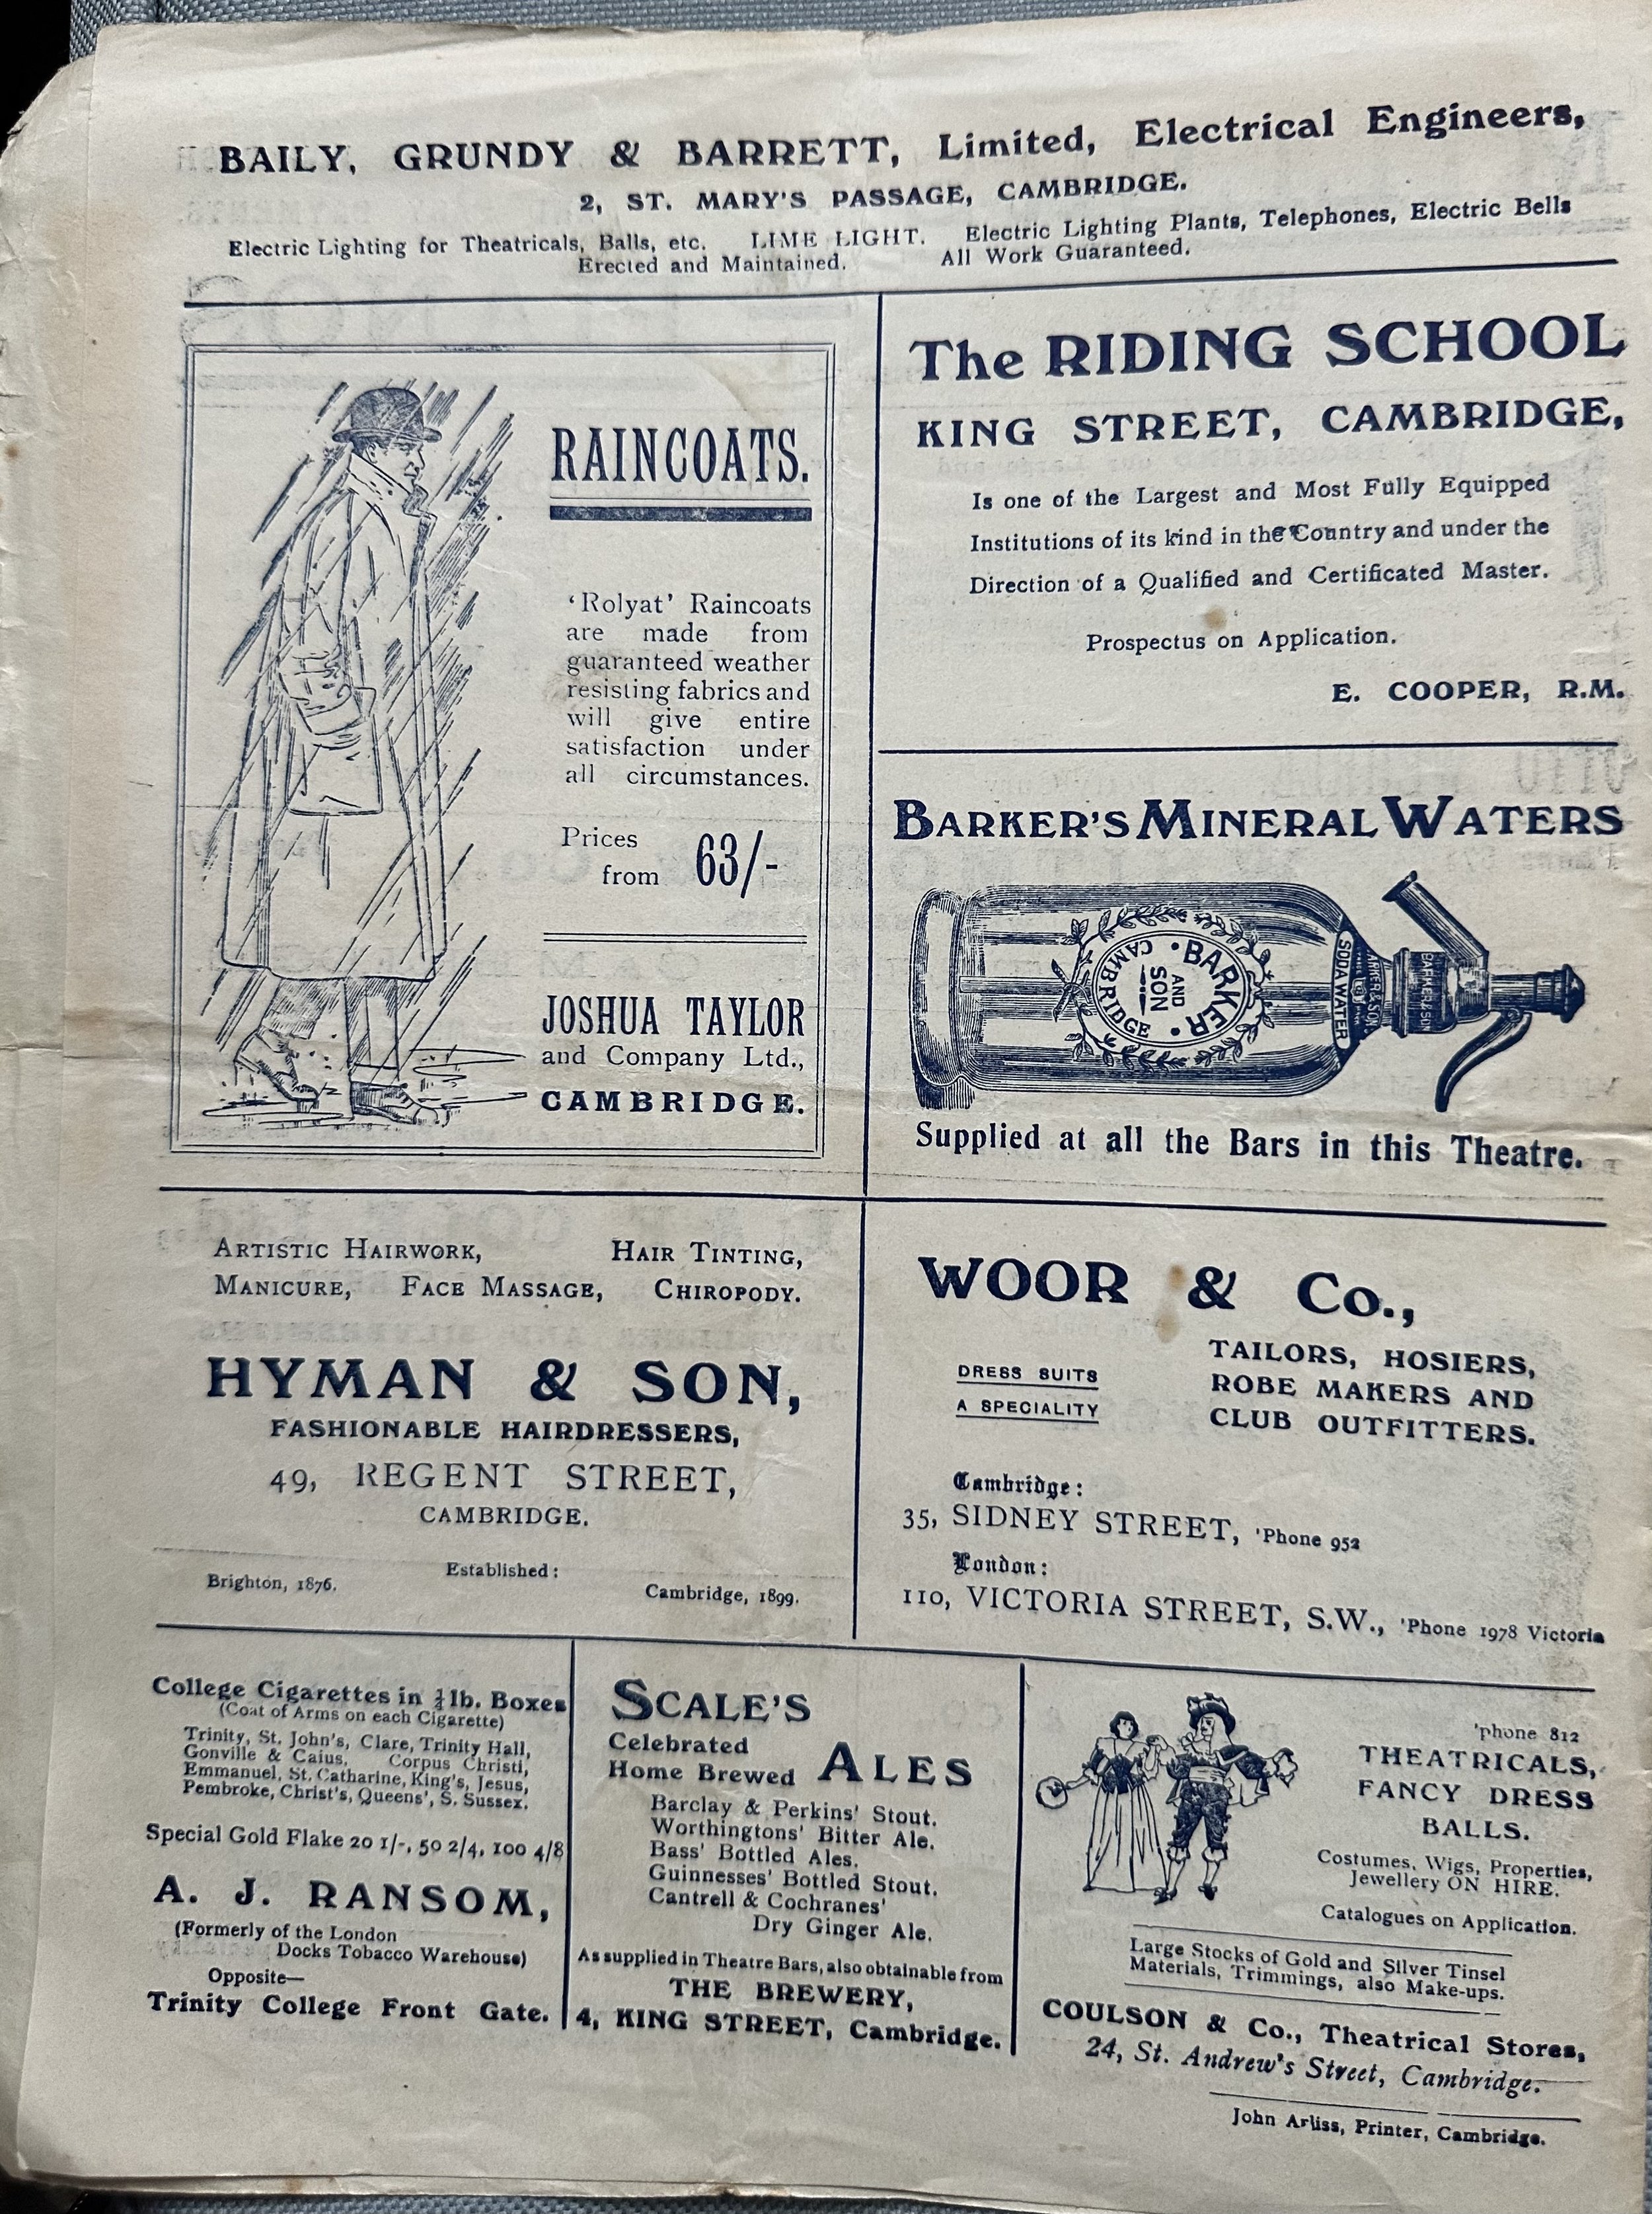 BAILY, GRUNDY & BARRETT, Limited, Electrical Engineers,
2, ST. MARY'S PASSAGE, CAMBRIDGE.
Electric Lighting for Theatricals, Balls, etc. LIME LIGHT. Electric Lighting Plants, Telephones, Electric Bells
Erected and Maintained. All Work Guaranteed.
RAINCOATS.
'Rolyat' Raincoats
are made from
guaranteed weather
resisting fabrics and
will give entire
satisfaction under
all circumstances.
Prices
from 63/-
JOSHUA TAYLOR
and Company Ltd.,
CAMBRIDGE.
The RIDING SCHOOL
KING STREET, CAMBRIDGE,
Is one of the Largest and Most Fully Equipped
Institutions of its kind in the Country and under the
Direction of a Qualified and Certificated Master.
Prospectus on Application.
E. COOPER, R.M.
BARKER'S MINERAL WATERS
BARKER
AND
SON
CAMBRIDGE
SODA WATER
BARKER & SON
Supplied at all the Bars in this Theatre.
ARTISTIC HAIRWORK, HAIR TINTING,
MANICURE, FACE MASSAGE, CHIROPODY.
HYMAN & SON,
FASHIONABLE HAIRDRESSERS,
49, REGENT STREET,
CAMBRIDGE.
Established:
Brighton, 1876. Cambridge, 1899.
WOOR & Co.,
DRESS SUITS
A SPECIALITY
TAILORS, HOSIERS,
ROBE MAKERS AND
CLUB OUTFITTERS.
Cambridge:
35, SIDNEY STREET, 'Phone 952
London:
110, VICTORIA STREET, S.W., 'Phone 1978 Victoria
College Cigarettes in ¼lb. Boxes
(Coat of Arms on each Cigarette)
Trinity, St. John's, Clare, Trinity Hall,
Gonville & Caius, Corpus Christi,
Emmanuel, St. Catharine, King's, Jesus,
Pembroke, Christ's, Queens', S. Sussex.
Special Gold Flake 20 1/-, 50 2/4, 100 4/8
A. J. RANSOM,
(Formerly of the London
Docks Tobacco Warehouse)
Opposite—
Trinity College Front Gate.
SCALE'S
Celebrated
Home Brewed ALES
Barclay & Perkins' Stout.
Worthingtons' Bitter Ale.
Bass' Bottled Ales.
Guinnesses' Bottled Stout.
Cantrell & Cochranes'
Dry Ginger Ale.
As supplied in Theatre Bars, also obtainable from
THE BREWERY,
4, KING STREET, Cambridge.
'phone 812
THEATRICALS,
FANCY DRESS
BALLS.
Costumes, Wigs, Properties,
Jewellery ON HIRE.
Catalogues on Application.
Large Stocks of Gold and Silver Tinsel
Materials, Trimmings, also Make-ups.
COULSON & Co., Theatrical Stores,
24, St. Andrew's Street, Cambridge.
John Arliss, Printer, Cambridge.